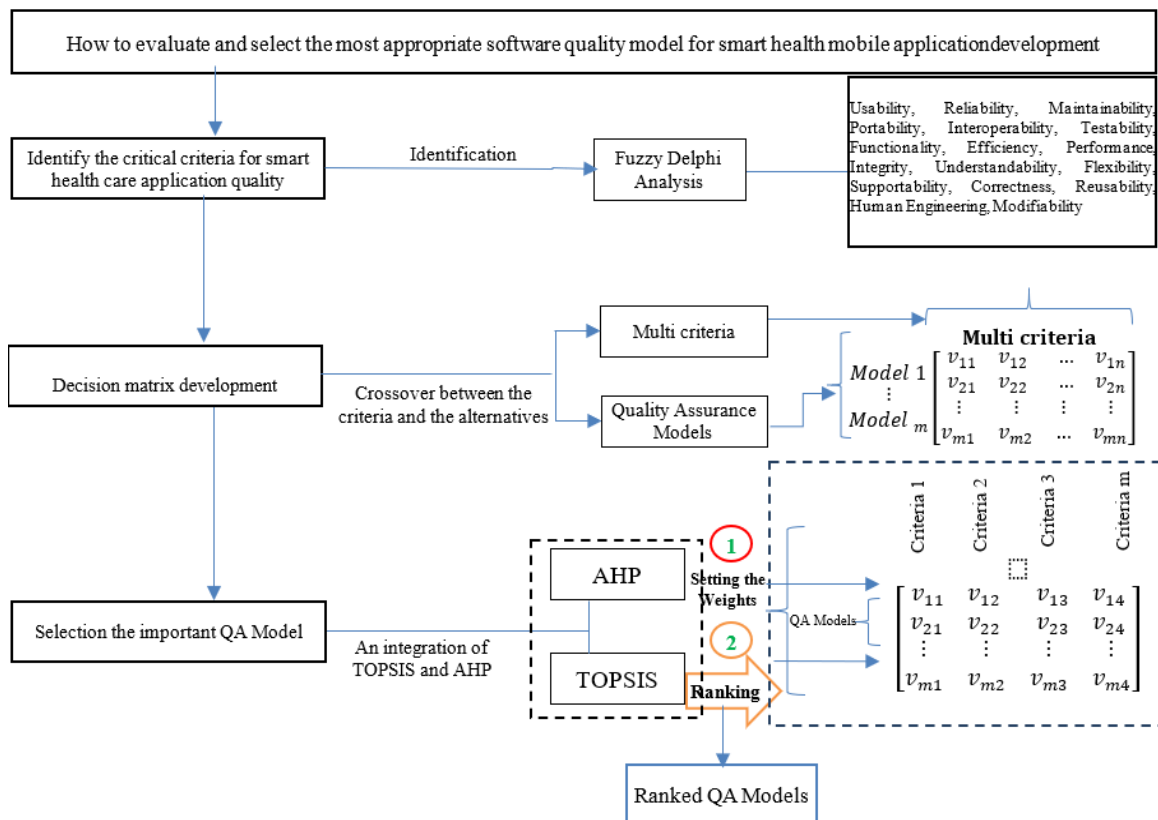 How to evaluate and select the most appropriate software quality model for smart health mobile applicationdevelopment
Identify the critical criteria for smart
health care application quality
Identification
Fuzzy Delphi
Analysis
Usability, Reliability, Maintainability,
Portability, Interoperability, Testability,
Functionality, Efficiency, Performance,
Integrity, Understandability, Flexibility,
Supportability, Correctness, Reusability,
Human Engineering, Modifiability
Decision matrix development
Crossover between the
criteria and the alternatives
Multi criteria
Quality Assurance
Models
Multi criteria
Model 1 [v11 v12 … v1n]
⋮ [v21 v22 … v2n]
[⋮ ⋮ ⋮ ⋮]
Model m [vm1 vm2 … vmn]
Selection the important QA Model
An integration of
TOPSIS and AHP
AHP
TOPSIS
1
Setting the
Weights
2
Ranking
Criteria 1
Criteria 2
Criteria 3
Criteria m
QA Models
v11 v12 v13 v14
v21 v22 v23 v24
⋮ ⋮ ⋮ ⋮
vm1 vm2 vm3 vm4
Ranked QA Models